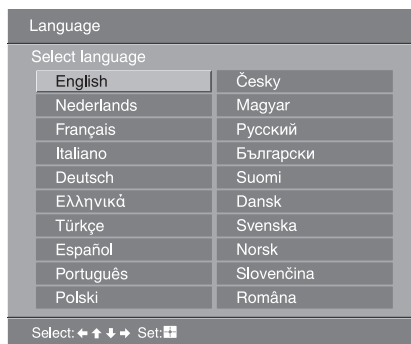 Language
Select language
English Česky
Nederlands Magyar
Français Русский
Italiano Български
Deutsch Suomi
Ελληνικά Dansk
Türkçe Svenska
Español Norsk
Português Slovenčina
Polski Româna
Select: Set: